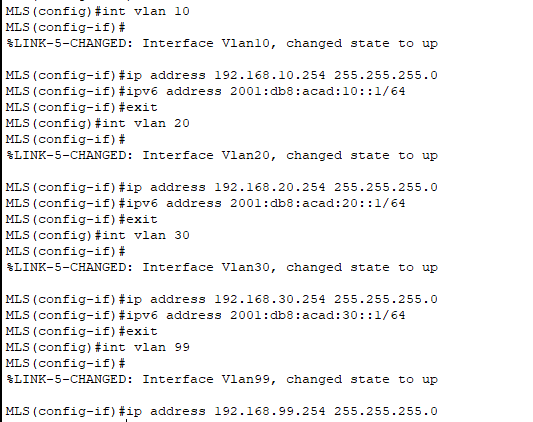 MLS(config)#int vlan 10
MLS(config-if)#
%LINK-5-CHANGED: Interface Vlan10, changed state to up
MLS(config-if)#ip address 192.168.10.254 255.255.255.0
MLS(config-if)#ipv6 address 2001:db8:acad:10::1/64
MLS(config-if)#exit
MLS(config)#int vlan 20
MLS(config-if)#
%LINK-5-CHANGED: Interface Vlan20, changed state to up
MLS(config-if)#ip address 192.168.20.254 255.255.255.0
MLS(config-if)#ipv6 address 2001:db8:acad:20::1/64
MLS(config-if)#exit
MLS(config)#int vlan 30
MLS(config-if)#
%LINK-5-CHANGED: Interface Vlan30, changed state to up
MLS(config-if)#ip address 192.168.30.254 255.255.255.0
MLS(config-if)#ipv6 address 2001:db8:acad:30::1/64
MLS(config-if)#exit
MLS(config)#int vlan 99
MLS(config-if)#
%LINK-5-CHANGED: Interface Vlan99, changed state to up
MLS(config-if)#ip address 192.168.99.254 255.255.255.0